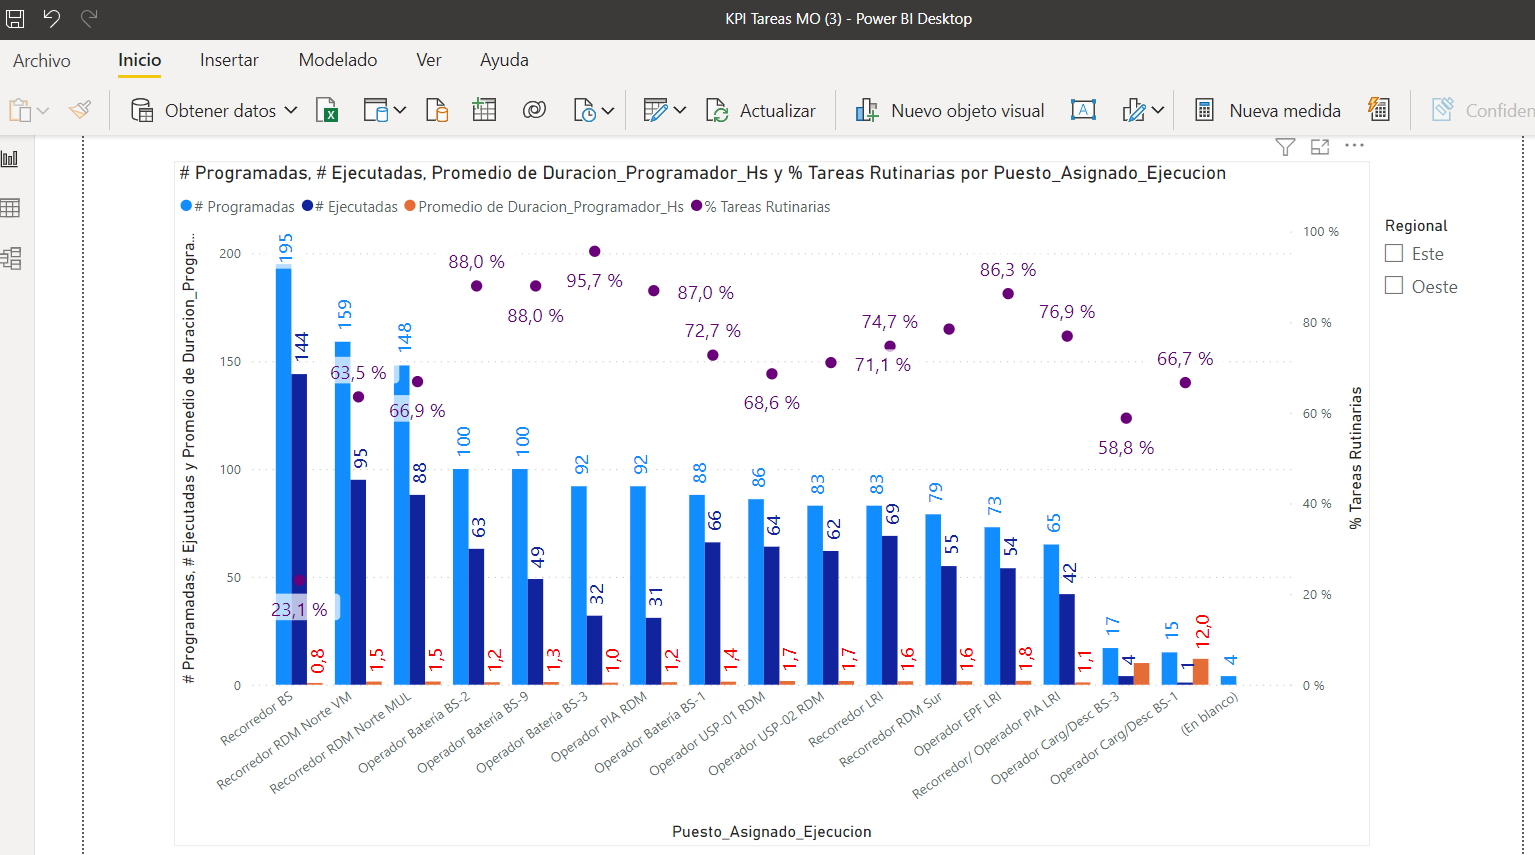 KPI Tareas MO (3) - Power BI Desktop
Archivo Inicio Insertar Modelado Ver Ayuda
Obtener datos Actualizar Nuevo objeto visual Nueva medida Confiden
# Programadas, # Ejecutadas, Promedio de Duracion_Programador_Hs y % Tareas Rutinarias por Puesto_Asignado_Ejecucion
# Programadas # Ejecutadas Promedio de Duracion_Programador_Hs % Tareas Rutinarias
# Programadas, # Ejecutadas y Promedio de Duracion_Progra...
200
150
100
50
0
195 144 0,8 23,1 %
159 95 1,5 63,5 %
148 88 1,5 66,9 %
100 63 1,2 88,0 %
100 49 1,3 88,0 %
92 32 1,0 95,7 %
92 31 1,2 87,0 %
88 66 1,4 72,7 %
86 64 1,7 68,6 %
83 62 1,7 71,1 %
83 69 1,6 74,7 %
79 55 1,6
73 54 1,8 86,3 %
65 42 1,1 76,9 %
17 4 58,8 %
15 1 12,0 66,7 %
4
100 %
80 %
60 %
40 %
20 %
0 %
% Tareas Rutinarias
Recorredor BS
Recorredor RDM Norte VM
Recorredor RDM Norte MUL
Operador Batería BS-2
Operador Batería BS-9
Operador Batería BS-3
Operador PIA RDM
Operador Batería BS-1
Operador USP-01 RDM
Operador USP-02 RDM
Recorredor LRI
Recorredor RDM Sur
Operador EPF LRI
Recorredor/ Operador PIA LRI
Operador Carg/Desc BS-3
Operador Carg/Desc BS-1
(En blanco)
Puesto_Asignado_Ejecucion
Regional
Este
Oeste